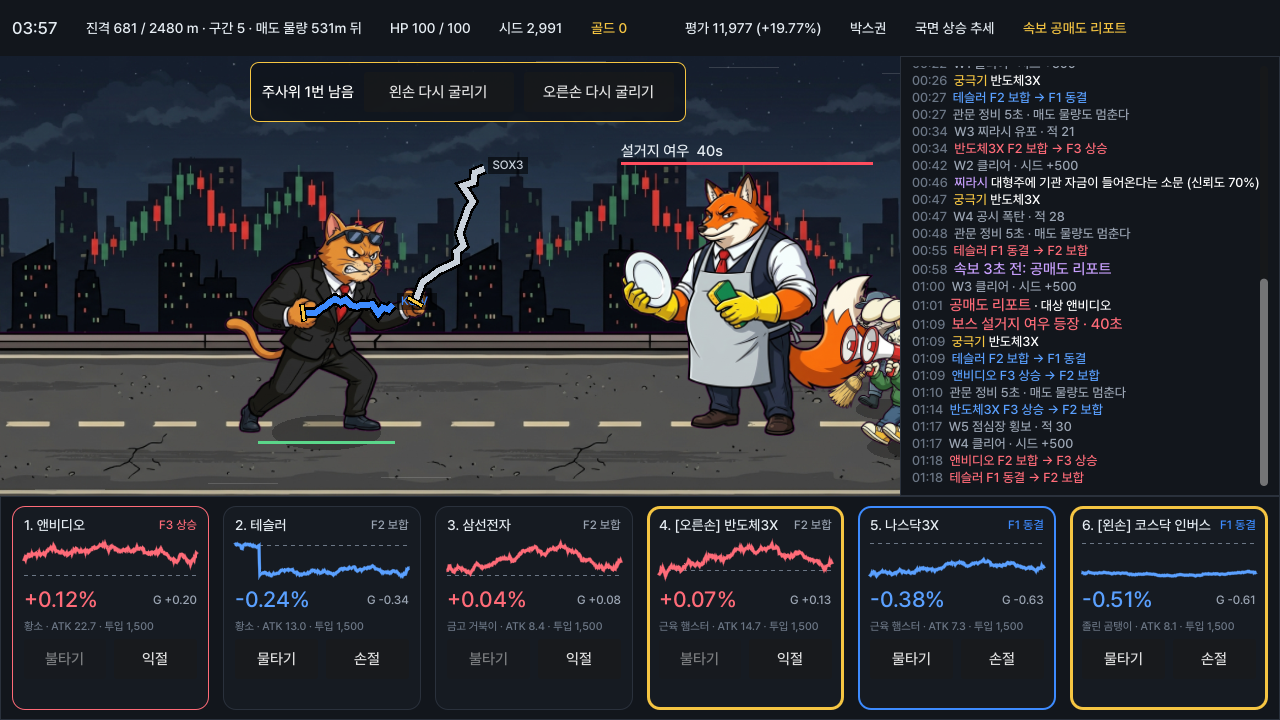 03:57 진격 681 / 2480 m · 구간 5 · 매도 물량 531m 뒤 HP 100 / 100 시드 2,991 골드 0 평가 11,977 (+19.77%) 박스권 국면 상승 추세 속보 공매도 리포트
주사위 1번 남음 왼손 다시 굴리기 오른손 다시 굴리기
설거지 여우 40s
SOX3
00:26 궁극기 반도체3X
00:27 테슬러 F2 보합 → F1 동결
00:27 관문 정비 5초 · 매도 물량도 멈춘다
00:34 W3 찌라시 유포 · 적 21
00:34 반도체3X F2 보합 → F3 상승
00:42 W2 클리어 · 시드 +500
00:46 찌라시 대형주에 기관 자금이 들어온다는 소문 (신뢰도 70%)
00:47 궁극기 반도체3X
00:47 W4 공시 폭탄 · 적 28
00:48 관문 정비 5초 · 매도 물량도 멈춘다
00:55 테슬러 F1 동결 → F2 보합
00:58 속보 3초 전: 공매도 리포트
01:00 W3 클리어 · 시드 +500
01:01 공매도 리포트 · 대상 앤비디오
01:09 보스 설거지 여우 등장 · 40초
01:09 궁극기 반도체3X
01:09 테슬러 F2 보합 → F1 동결
01:09 앤비디오 F3 상승 → F2 보합
01:10 관문 정비 5초 · 매도 물량도 멈춘다
01:14 반도체3X F3 상승 → F2 보합
01:17 W5 점심장 횡보 · 적 30
01:17 W4 클리어 · 시드 +500
01:18 앤비디오 F2 보합 → F3 상승
01:18 테슬러 F1 동결 → F2 보합
1. 앤비디오 F3 상승
+0.12% G +0.20
황소 · ATK 22.7 · 투입 1,500
불타기 익절
2. 테슬러 F2 보합
-0.24% G -0.34
황소 · ATK 13.0 · 투입 1,500
물타기 손절
3. 삼선전자 F2 보합
+0.04% G +0.08
금고 거북이 · ATK 8.4 · 투입 1,500
불타기 익절
4. [오른손] 반도체3X F2 보합
+0.07% G +0.13
근육 햄스터 · ATK 14.7 · 투입 1,500
불타기 익절
5. 나스닥3X F1 동결
-0.38% G -0.63
근육 햄스터 · ATK 7.3 · 투입 1,500
물타기 손절
6. [왼손] 코스닥 인버스 F1 동결
-0.51% G -0.61
졸린 곰탱이 · ATK 8.1 · 투입 1,500
물타기 손절